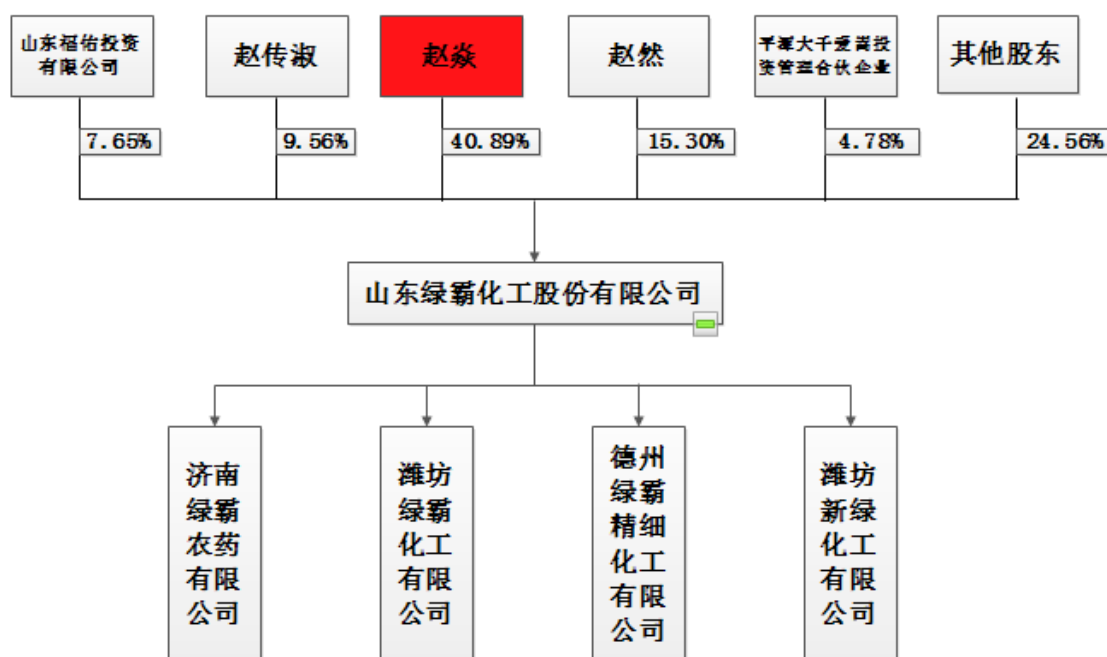 山东福佑投资
有限公司
赵传淑
赵焱
赵然
平潭大千爱尚投
资管理合伙企业
其他股东
7.65%
9.56%
40.89%
15.30%
4.78%
24.56%
山东绿霸化工股份有限公司
济南
绿霸
农药
有限
公司
潍坊
绿霸
化工
有限
公司
德州
绿霸
精细
化工
有限
公司
潍坊
新绿
化工
有限
公司